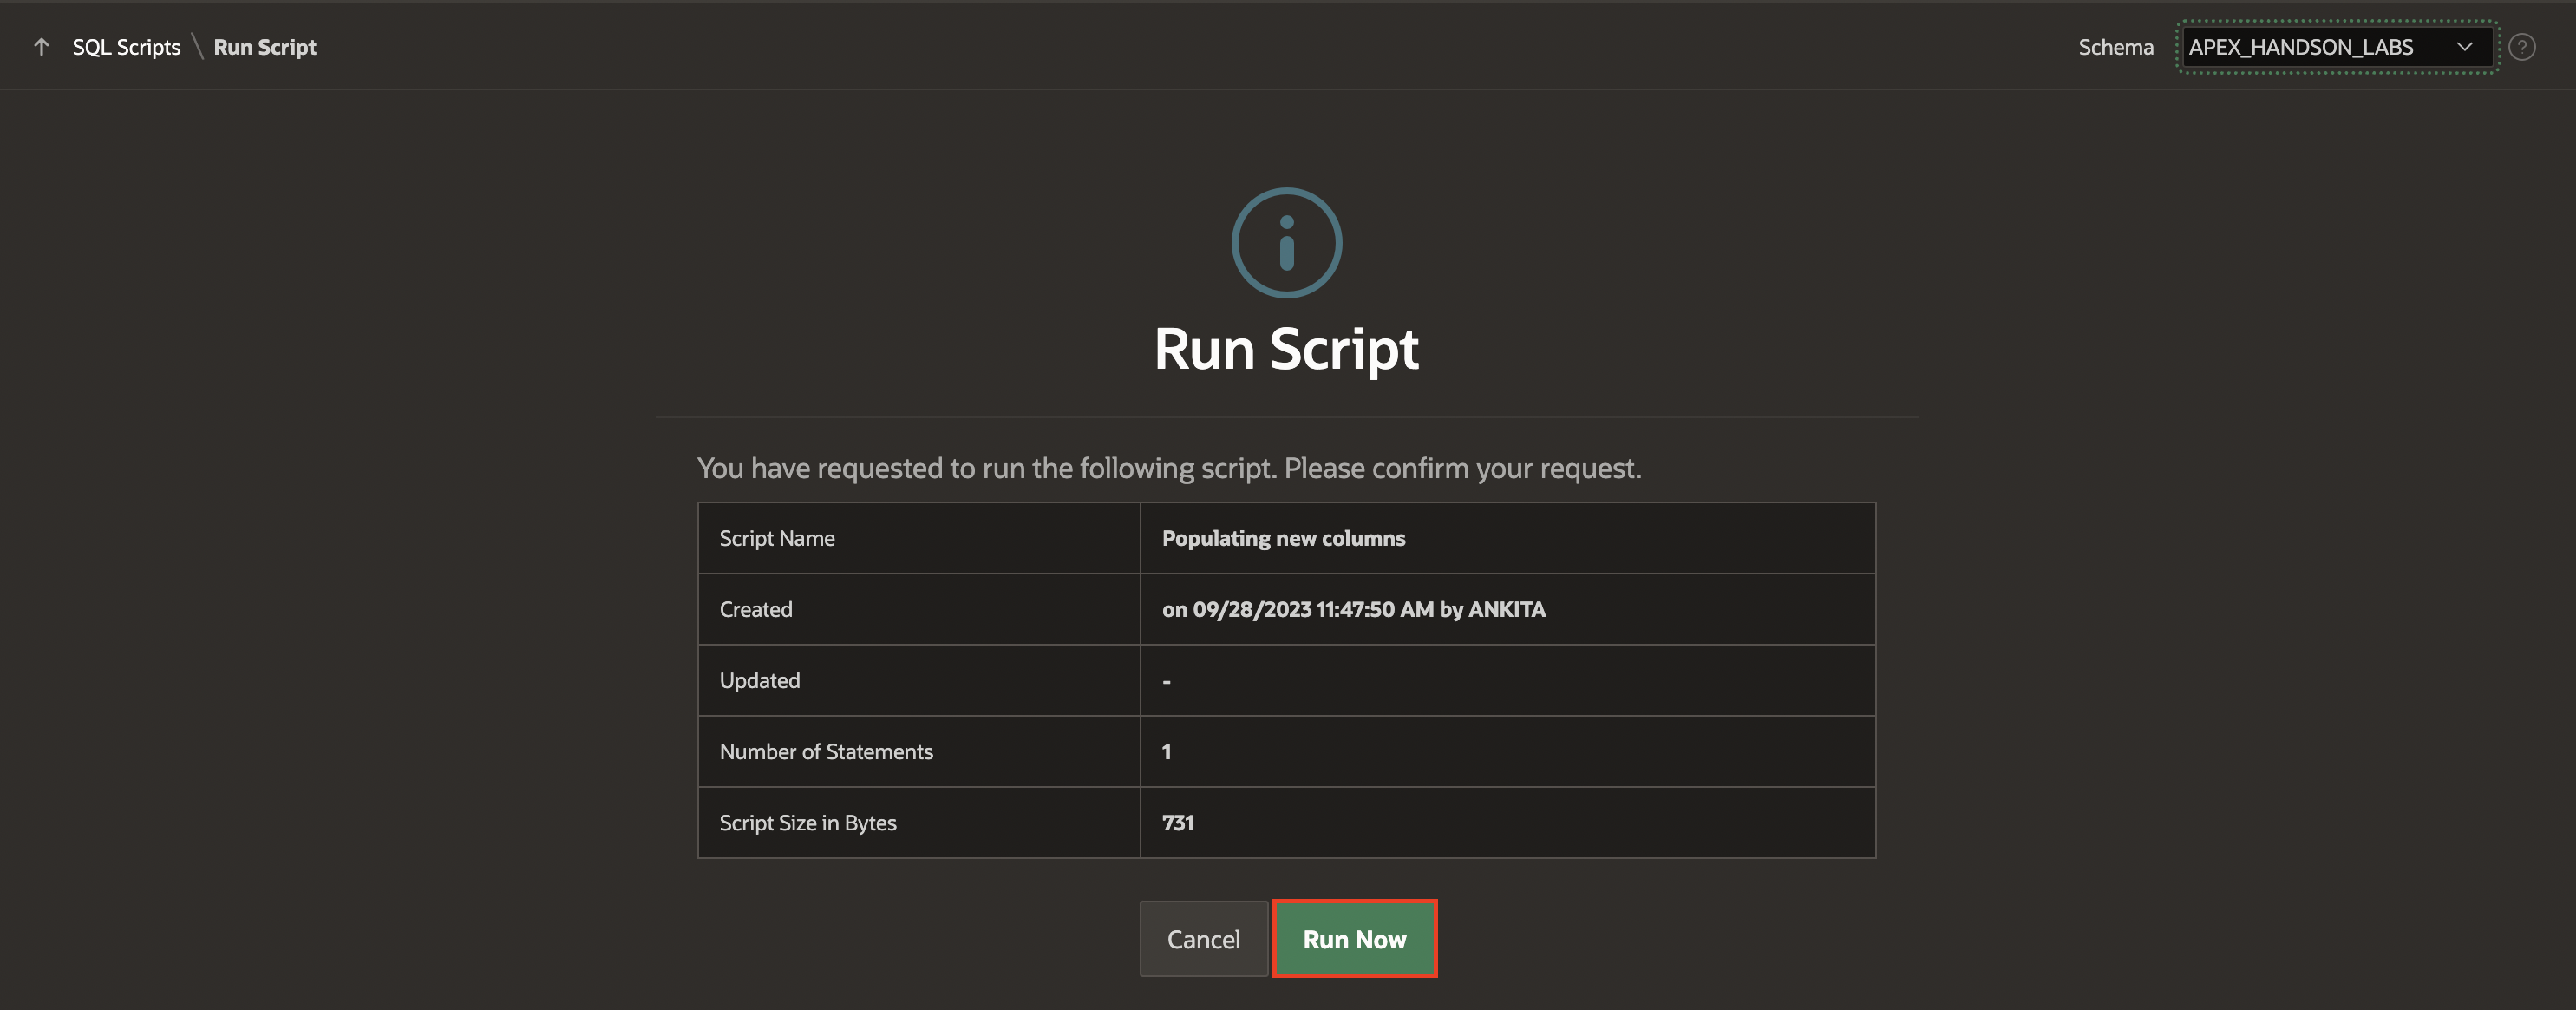 SQL Scripts \ Run Script
Schema APEX_HANDSON_LABS ?
Run Script
You have requested to run the following script. Please confirm your request.
Script Name Populating new columns
Created on 09/28/2023 11:47:50 AM by ANKITA
Updated -
Number of Statements 1
Script Size in Bytes 731
Cancel Run Now